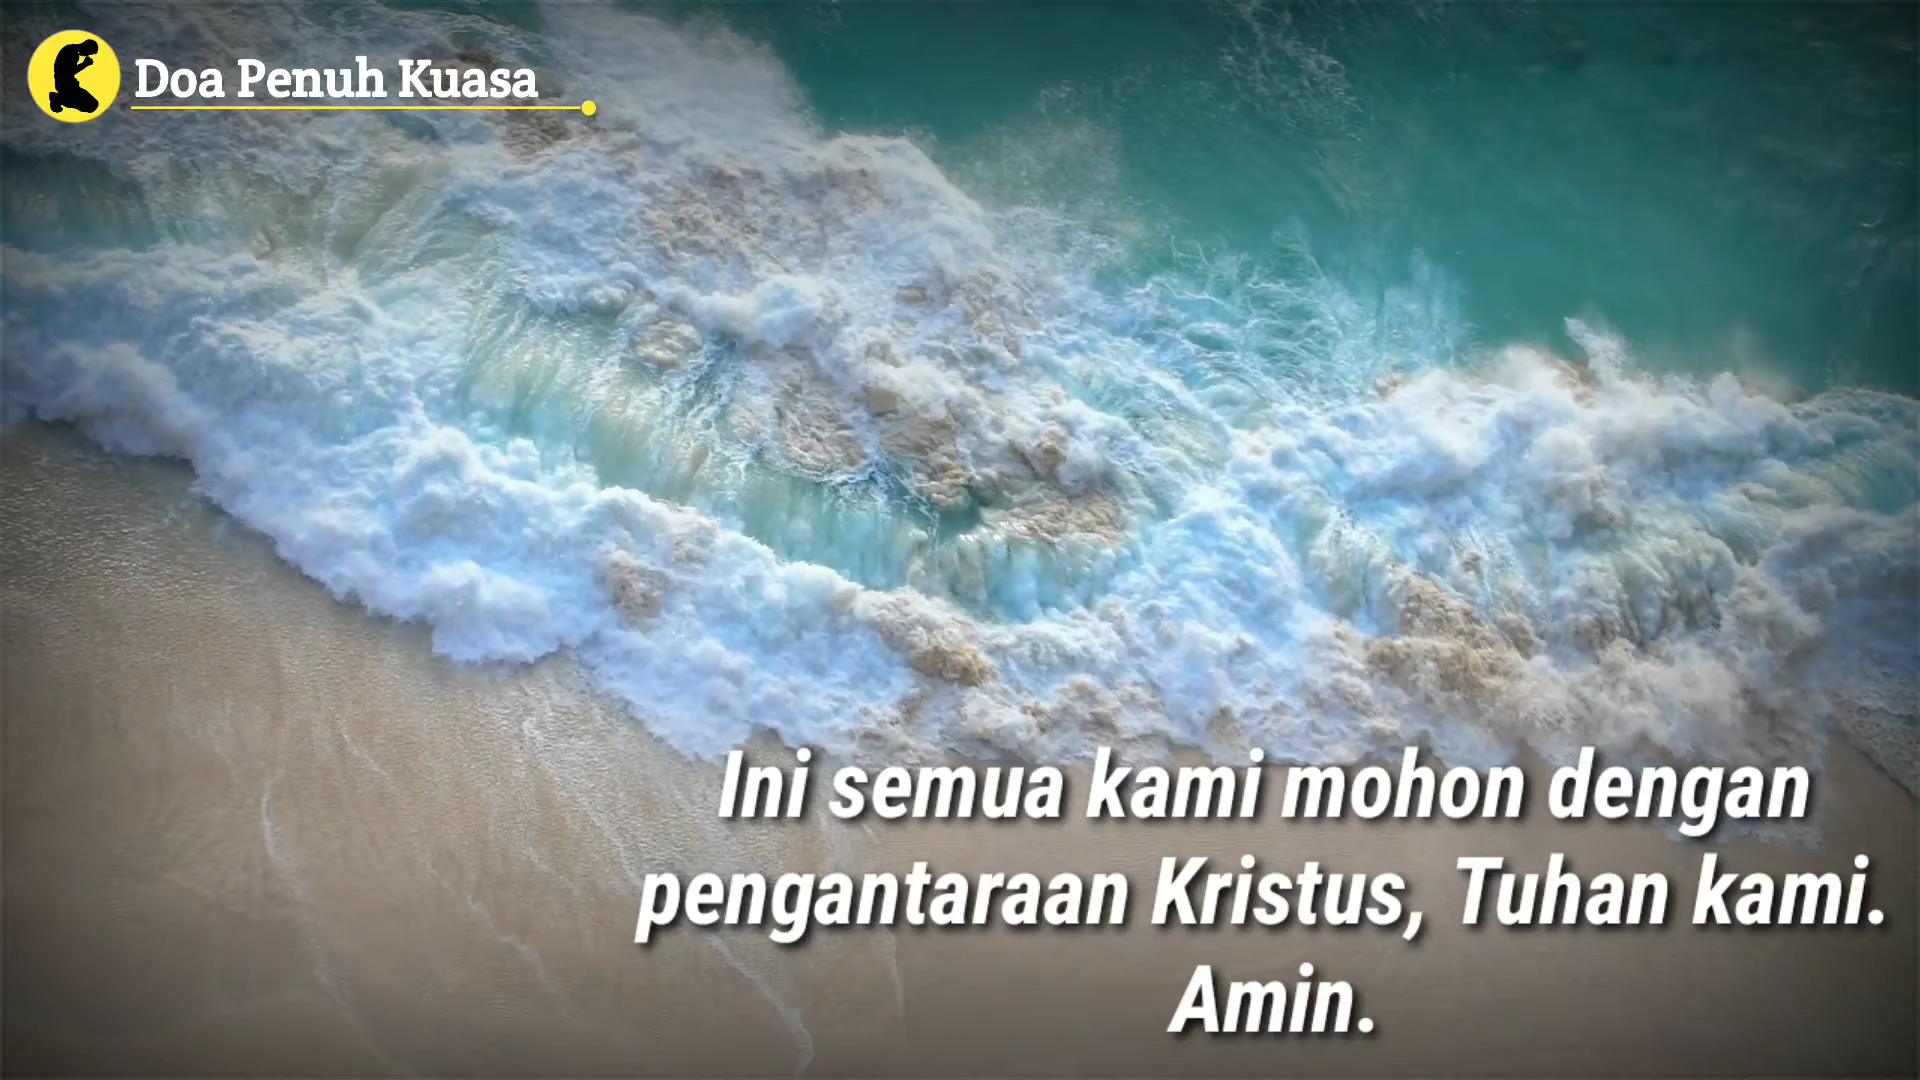 Doa Penuh Kuasa
Ini semua kami mohon dengan
pengantaraan Kristus, Tuhan kami.
Amin.